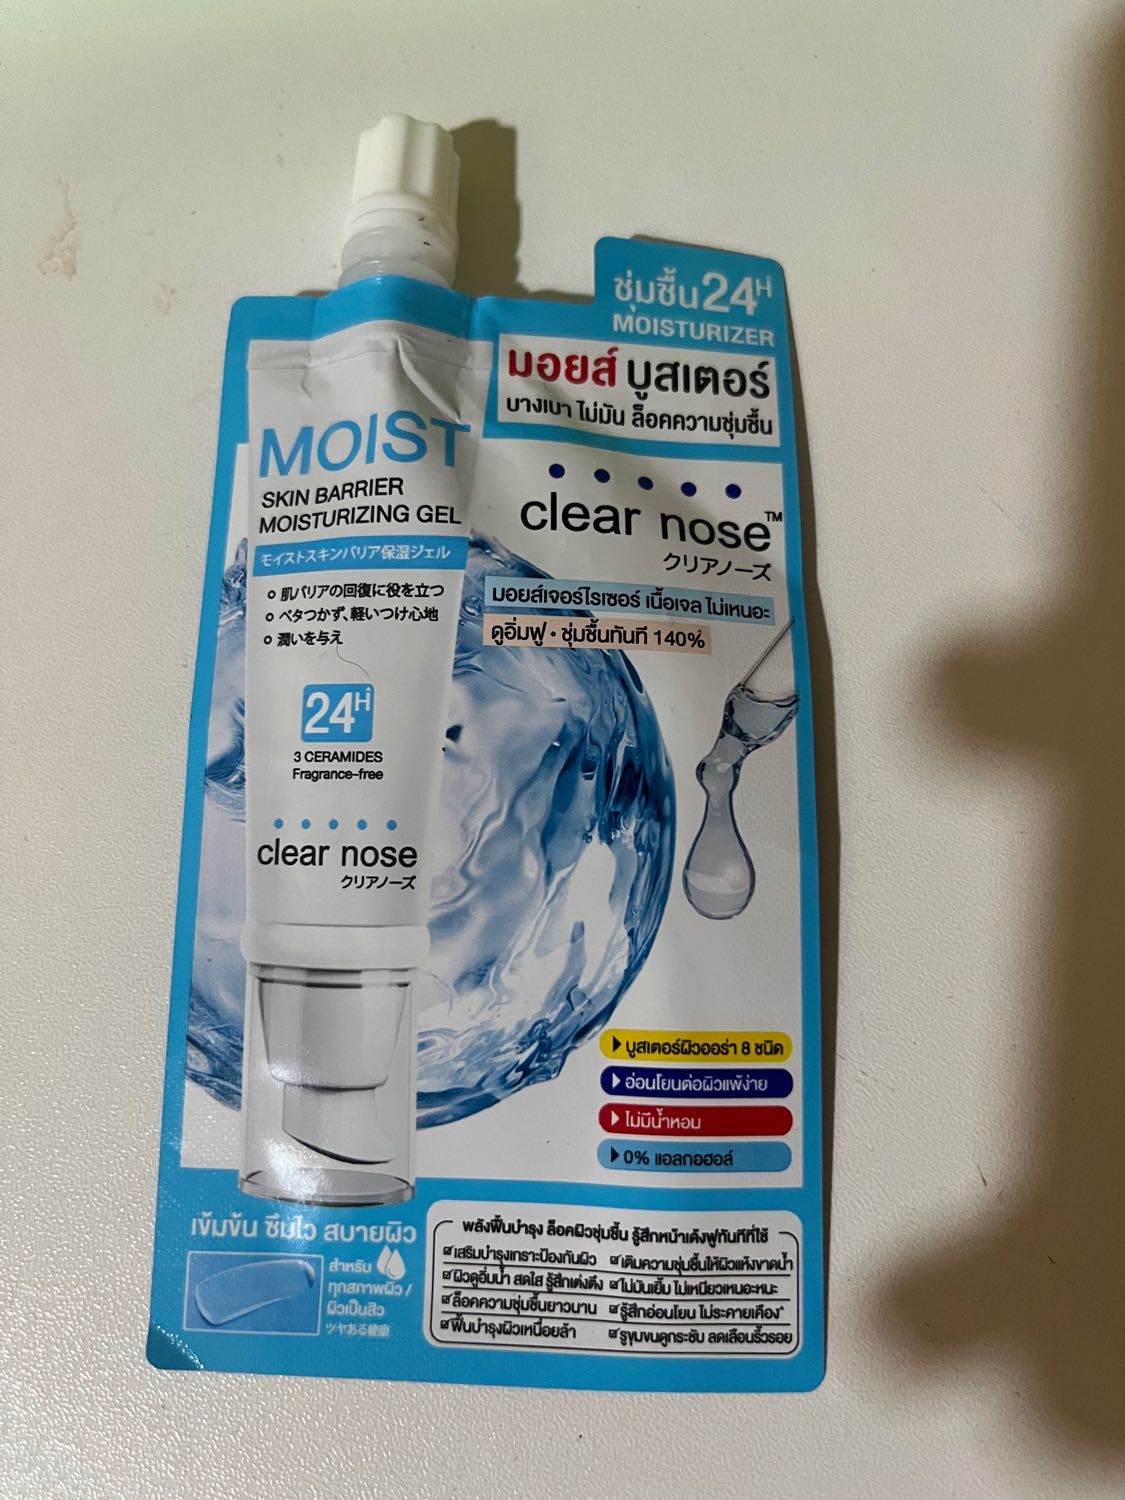 ชุ่มชื้น 24H
MOISTURIZER
มอยส์ บูสเตอร์
บางเบา ไม่มัน ล็อคความชุ่มชื้น
clear nose™
クリアノーズ
มอยส์เจอร์ไรเซอร์ เนื้อเจล ไม่เหนอะ
ดูอิ่มฟู • ชุ่มชื้นทันที 140%
MOIST
SKIN BARRIER
MOISTURIZING GEL
モイストスキンバリア保湿ジェル
肌バリアの回復に役を立つ
ベタつかず、軽いつけ心地
潤いを与え
24H
3 CERAMIDES
Fragrance-free
clear nose
クリアノーズ
บูสเตอร์ผิวออร่า 8 ชนิด
อ่อนโยนต่อผิวแพ้ง่าย
ไม่มีน้ำหอม
0% แอลกอฮอล์
เข้มข้น ซึมไว สบายผิว
สำหรับ
ทุกสภาพผิว /
ผิวเป็นสิว
ツヤある健康
พลังฟื้นบำรุง ล็อคผิวชุ่มชื้น รู้สึกหน้าเด้งฟูทันทีที่ใช้
เสริมบำรุงเกราะป้องกันผิว
ผิวดูอิ่มน้ำ สดใส รู้สึกเต่งตึง
ล็อคความชุ่มชื้นยาวนาน
ฟื้นบำรุงผิวเหนื่อยล้า
เติมความชุ่มชื้นให้ผิวแห้งขาดน้ำ
ไม่มันเยิ้ม ไม่เหนียวเหนอะหนะ
รู้สึกอ่อนโยน ไม่ระคายเคือง*
รูขุมขนดูกระชับ ลดเลือนริ้วรอย